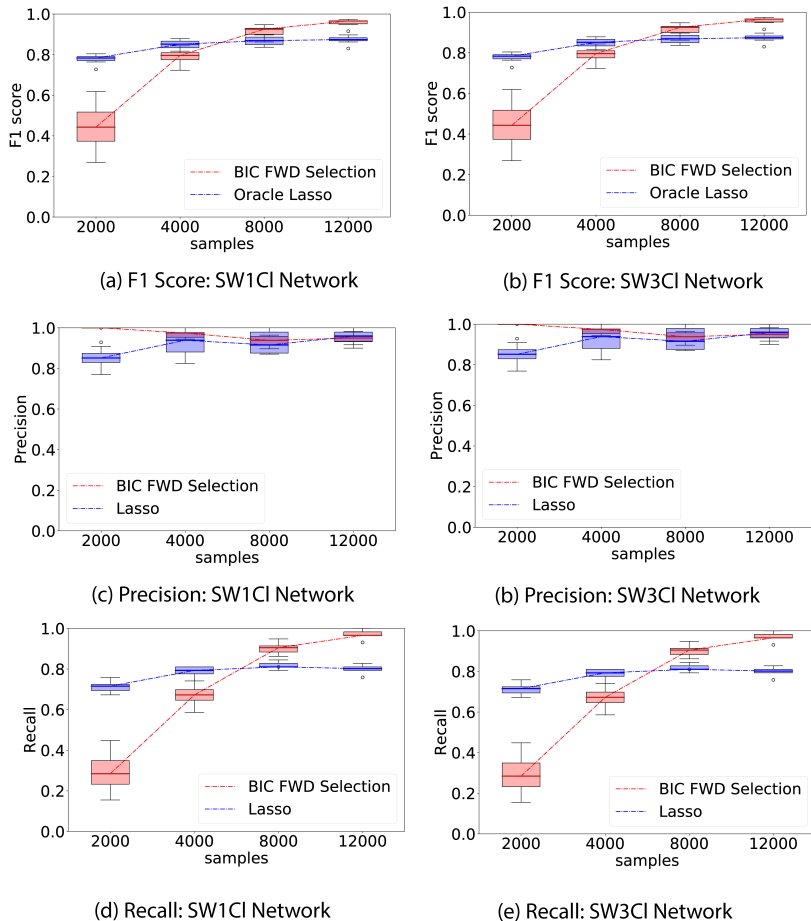 1.0
0.8
0.6
0.4
0.2
0.0
F1 score
BIC FWD Selection
Oracle Lasso
2000 4000 8000 12000
samples
(a) F1 Score: SW1Cl Network
1.0
0.8
0.6
0.4
0.2
0.0
F1 score
BIC FWD Selection
Oracle Lasso
2000 4000 8000 12000
samples
(b) F1 Score: SW3Cl Network
1.0
0.8
0.6
0.4
0.2
0.0
Precision
BIC FWD Selection
Lasso
2000 4000 8000 12000
samples
(c) Precision: SW1Cl Network
1.0
0.8
0.6
0.4
0.2
0.0
Precision
BIC FWD Selection
Lasso
2000 4000 8000 12000
samples
(b) Precision: SW3Cl Network
1.0
0.8
0.6
0.4
0.2
0.0
Recall
BIC FWD Selection
Lasso
2000 4000 8000 12000
samples
(d) Recall: SW1Cl Network
1.0
0.8
0.6
0.4
0.2
0.0
Recall
BIC FWD Selection
Lasso
2000 4000 8000 12000
samples
(e) Recall: SW3Cl Network